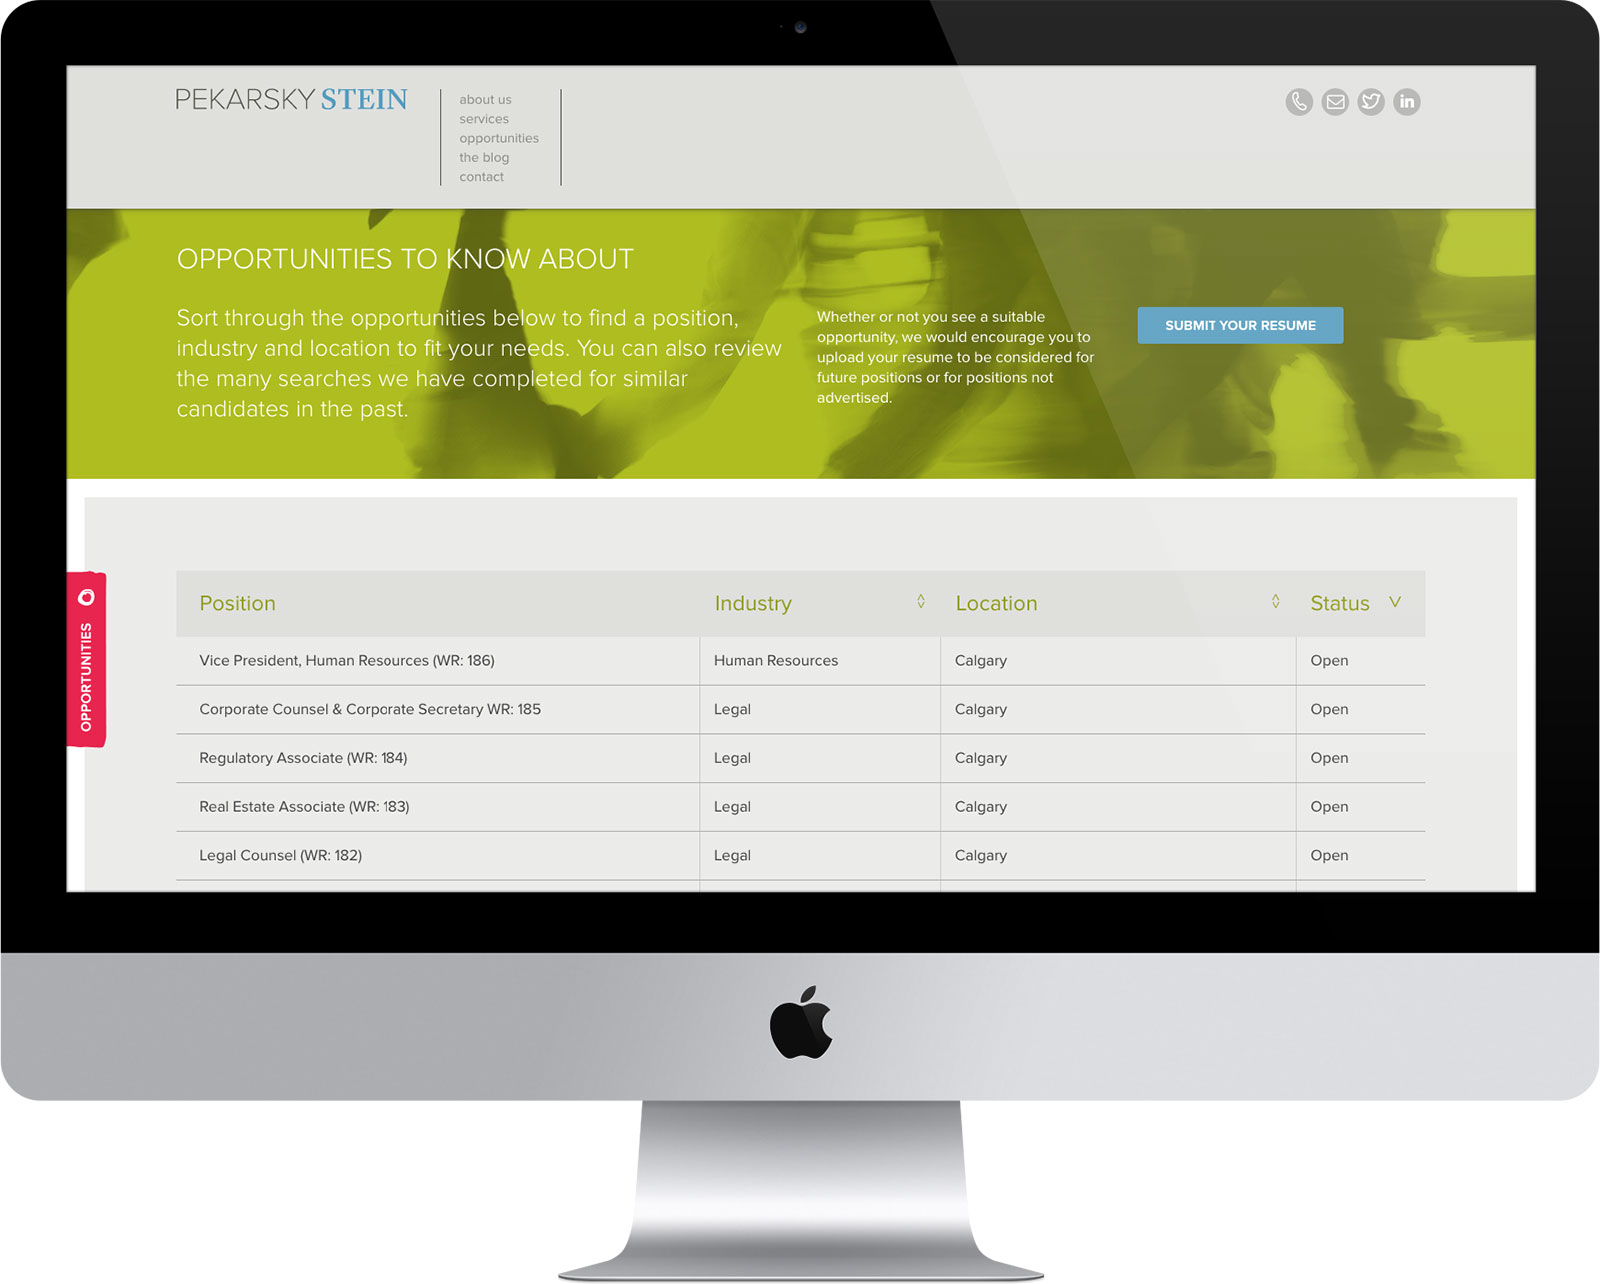 PEKARSKY STEIN
about us
services
opportunities
the blog
contact
in
OPPORTUNITIES TO KNOW ABOUT
Sort through the opportunities below to find a position,
industry and location to fit your needs. You can also review
the many searches we have completed for similar
candidates in the past.
Whether or not you see a suitable
opportunity, we would encourage you to
upload your resume to be considered for
future positions or for positions not
advertised.
SUBMIT YOUR RESUME
OPPORTUNITIES
Position Industry Location Status
Vice President, Human Resources (WR: 186) Human Resources Calgary Open
Corporate Counsel & Corporate Secretary WR: 185 Legal Calgary Open
Regulatory Associate (WR: 184) Legal Calgary Open
Real Estate Associate (WR: 183) Legal Calgary Open
Legal Counsel (WR: 182) Legal Calgary Open